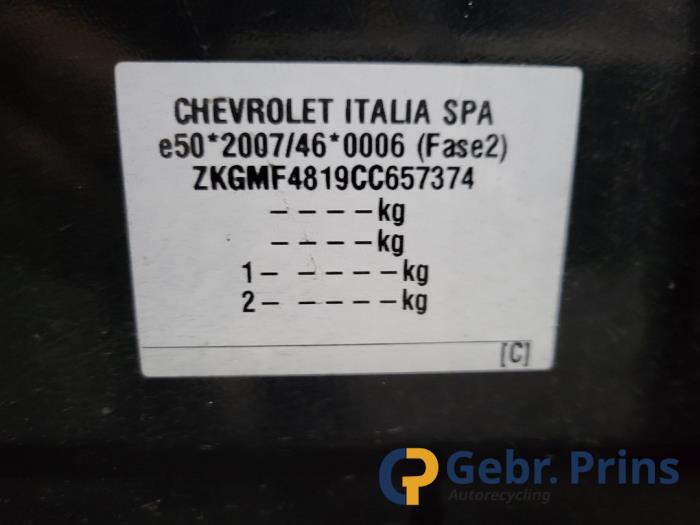 CHEVROLET ITALIA SPA
e50*2007/46*0006 (Fase2)
ZKGMF4819CC657374
----kg
----kg
1- ----kg
2- ----kg
[C]
Gebr. Prins
Autorecycling